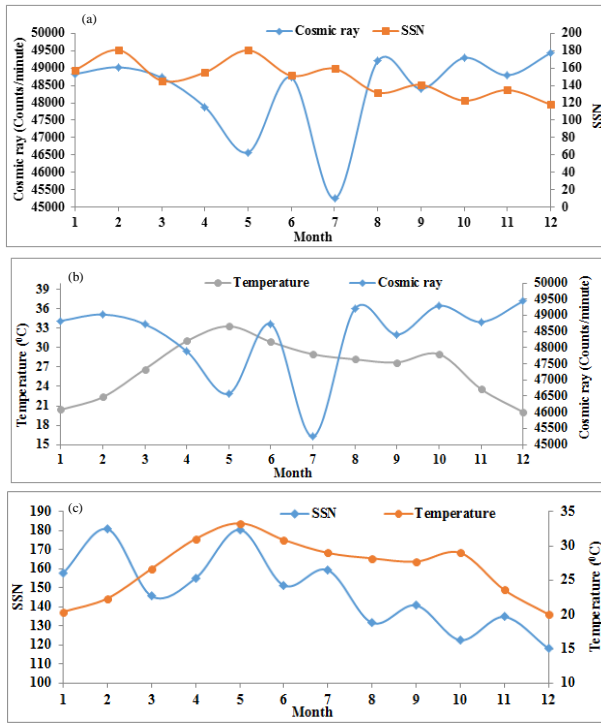 (a)
Cosmic ray
SSN
50000
49500
49000
48500
48000
47500
47000
46500
46000
45500
45000
Cosmic ray (Counts/minute)
200
180
160
140
120
100
80
60
40
20
0
SSN
1 2 3 4 5 6 7 8 9 10 11 12
Month
(b)
Temperature
Cosmic ray
39
36
33
30
27
24
21
18
15
Temperature (⁰C)
50000
49500
49000
48500
48000
47500
47000
46500
46000
45500
45000
Cosmic ray (Counts/minute)
1 2 3 4 5 6 7 8 9 10 11 12
Month
(c)
SSN
Temperature
190
180
170
160
150
140
130
120
110
100
SSN
35
30
25
20
15
10
Temperature (⁰C)
1 2 3 4 5 6 7 8 9 10 11 12
Month